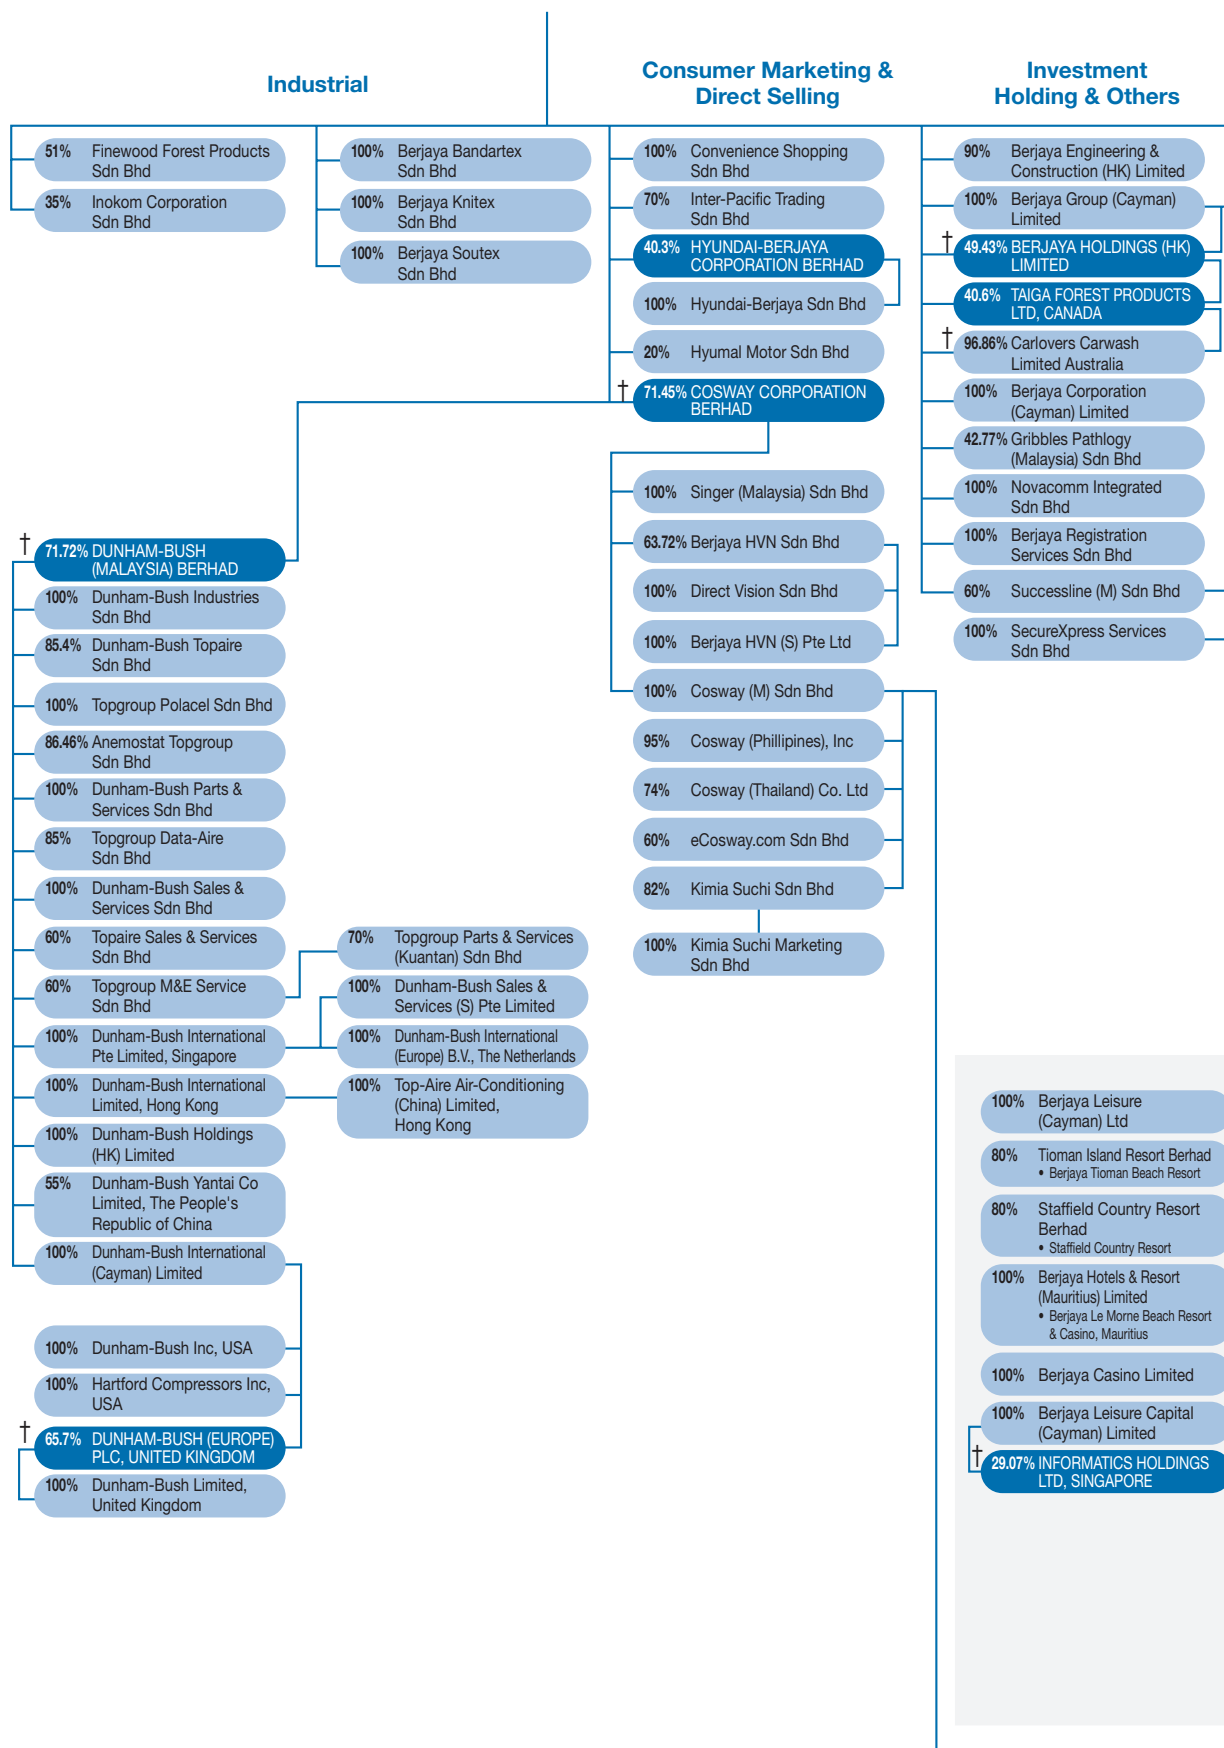 Industrial
51% Finewood Forest Products
Sdn Bhd
35% Inokom Corporation
Sdn Bhd
100% Berjaya Bandartex
Sdn Bhd
100% Berjaya Knitex
Sdn Bhd
100% Berjaya Soutex
Sdn Bhd
† 71.72% DUNHAM-BUSH
(MALAYSIA) BERHAD
100% Dunham-Bush Industries
Sdn Bhd
85.4% Dunham-Bush Topaire
Sdn Bhd
100% Topgroup Polacel Sdn Bhd
86.46% Anemostat Topgroup
Sdn Bhd
100% Dunham-Bush Parts &
Services Sdn Bhd
85% Topgroup Data-Aire
Sdn Bhd
100% Dunham-Bush Sales &
Services Sdn Bhd
60% Topaire Sales & Services
Sdn Bhd
60% Topgroup M&E Service
Sdn Bhd
100% Dunham-Bush International
Pte Limited, Singapore
100% Dunham-Bush International
Limited, Hong Kong
100% Dunham-Bush Holdings
(HK) Limited
55% Dunham-Bush Yantai Co
Limited, The People's
Republic of China
100% Dunham-Bush International
(Cayman) Limited
100% Dunham-Bush Inc, USA
100% Hartford Compressors Inc,
USA
† 65.7% DUNHAM-BUSH (EUROPE)
PLC, UNITED KINGDOM
100% Dunham-Bush Limited,
United Kingdom
70% Topgroup Parts & Services
(Kuantan) Sdn Bhd
100% Dunham-Bush Sales &
Services (S) Pte Limited
100% Dunham-Bush International
(Europe) B.V., The Netherlands
100% Top-Aire Air-Conditioning
(China) Limited,
Hong Kong
Consumer Marketing &
Direct Selling
100% Convenience Shopping
Sdn Bhd
70% Inter-Pacific Trading
Sdn Bhd
40.3% HYUNDAI-BERJAYA
CORPORATION BERHAD
100% Hyundai-Berjaya Sdn Bhd
20% Hyumal Motor Sdn Bhd
† 71.45% COSWAY CORPORATION
BERHAD
100% Singer (Malaysia) Sdn Bhd
63.72% Berjaya HVN Sdn Bhd
100% Direct Vision Sdn Bhd
100% Berjaya HVN (S) Pte Ltd
100% Cosway (M) Sdn Bhd
95% Cosway (Phillipines), Inc
74% Cosway (Thailand) Co. Ltd
60% eCosway.com Sdn Bhd
82% Kimia Suchi Sdn Bhd
100% Kimia Suchi Marketing
Sdn Bhd
Investment
Holding & Others
90% Berjaya Engineering &
Construction (HK) Limited
100% Berjaya Group (Cayman)
Limited
† 49.43% BERJAYA HOLDINGS (HK)
LIMITED
40.6% TAIGA FOREST PRODUCTS
LTD, CANADA
† 96.86% Carlovers Carwash
Limited Australia
100% Berjaya Corporation
(Cayman) Limited
42.77% Gribbles Pathlogy
(Malaysia) Sdn Bhd
100% Novacomm Integrated
Sdn Bhd
100% Berjaya Registration
Services Sdn Bhd
60% Successline (M) Sdn Bhd
100% SecureXpress Services
Sdn Bhd
100% Berjaya Leisure
(Cayman) Ltd
80% Tioman Island Resort Berhad
• Berjaya Tioman Beach Resort
80% Staffield Country Resort
Berhad
• Staffield Country Resort
100% Berjaya Hotels & Resort
(Mauritius) Limited
• Berjaya Le Morne Beach Resort
& Casino, Mauritius
100% Berjaya Casino Limited
100% Berjaya Leisure Capital
(Cayman) Limited
† 29.07% INFORMATICS HOLDINGS
LTD, SINGAPORE